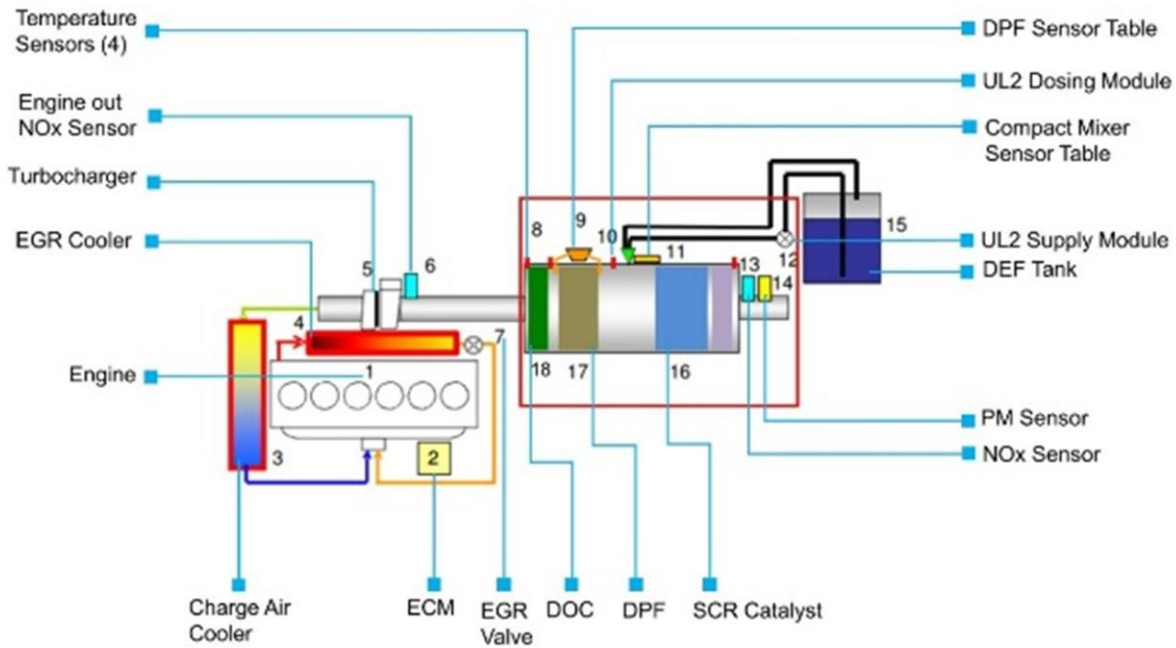 Temperature
Sensors (4)
DPF Sensor Table
UL2 Dosing Module
Engine out
NOx Sensor
Compact Mixer
Sensor Table
Turbocharger
EGR Cooler
8
9
10
11
12
15
UL2 Supply Module
DEF Tank
5
6
13
14
4
7
Engine
1
18
17
16
PM Sensor
3
2
NOx Sensor
Charge Air
Cooler
ECM
EGR
Valve
DOC
DPF
SCR Catalyst